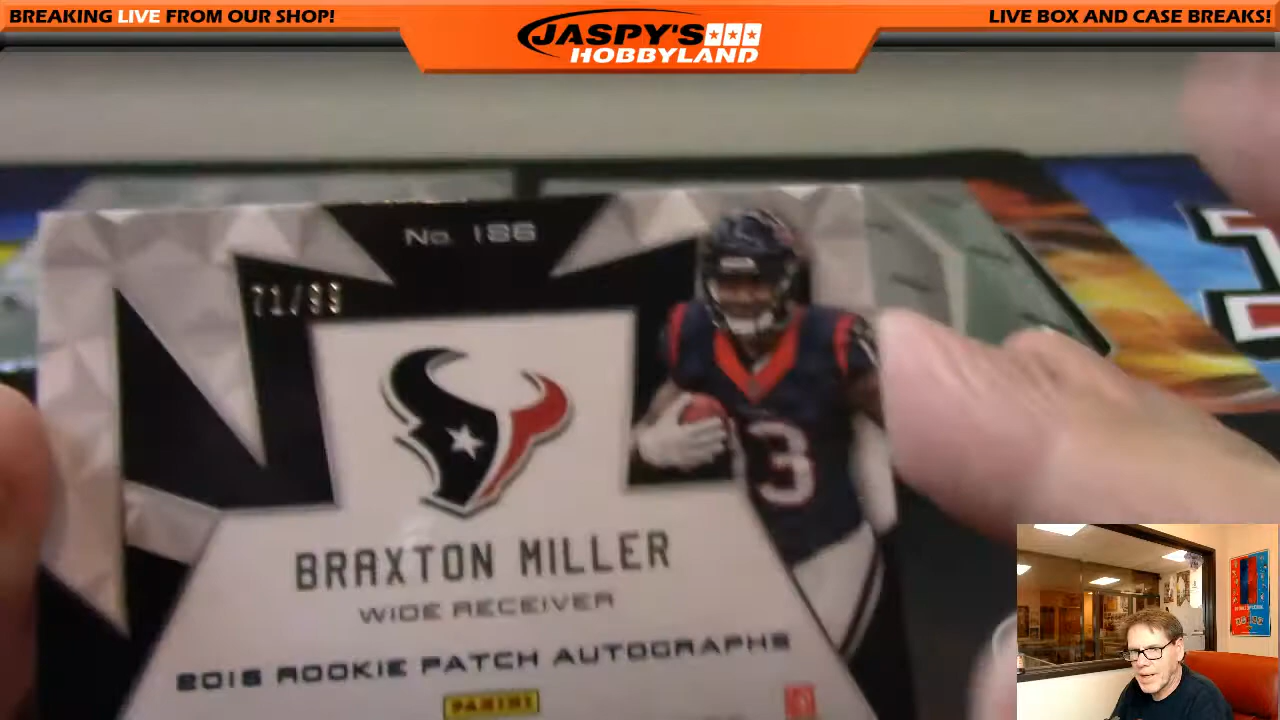 BREAKING LIVE FROM OUR SHOP!
JASPY'S
HOBBYLAND
LIVE BOX AND CASE BREAKS!
No. 186
71/99
13
BRAXTON MILLER
WIDE RECEIVER
2016 ROOKIE PATCH AUTOGRAPHS
PANINI